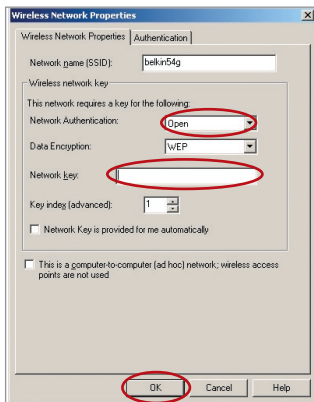 Wireless Network Properties
Wireless Network Properties Authentication
Network name (SSID): belkin54g
Wireless network key
This network requires a key for the following:
Network Authentication: Open
Data Encryption: WEP
Network key:
Key index (advanced): 1
Network Key is provided for me automatically
This is a computer-to-computer (ad hoc) network; wireless access
points are not used
OK Cancel Help